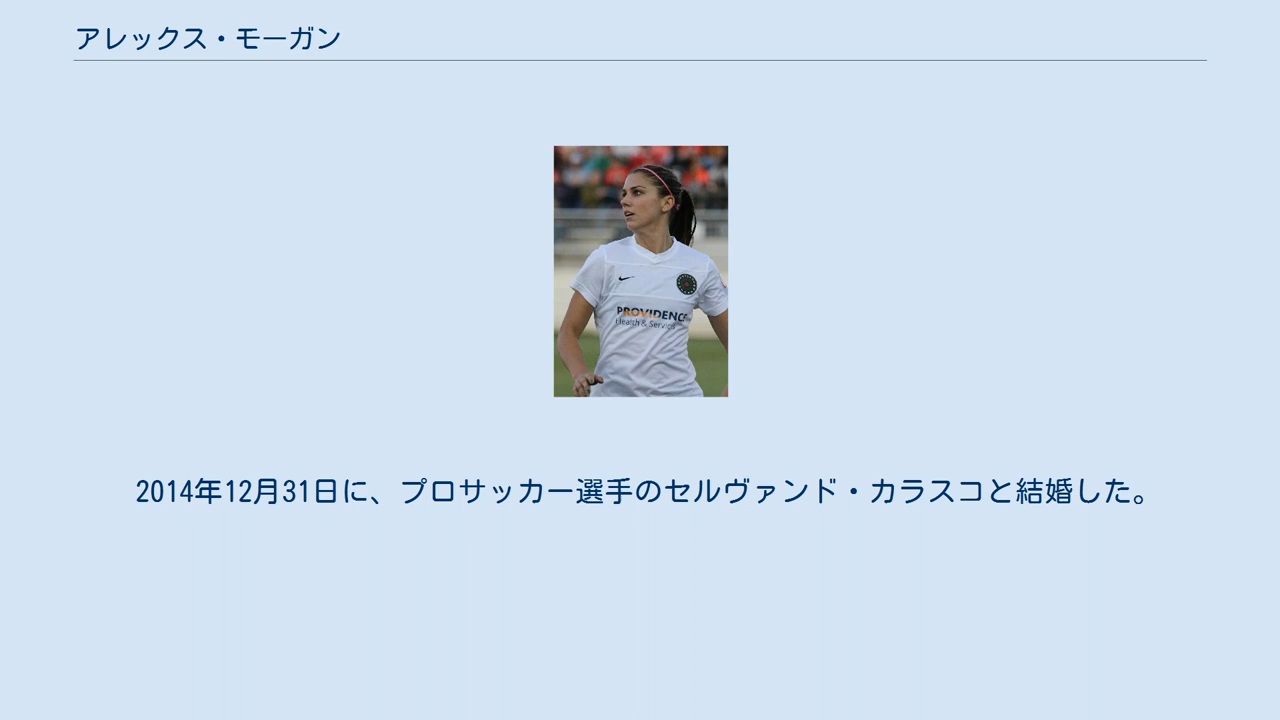 アレックス・モーガン
PROVIDENCE
Health & Services
2014年12月31日に、プロサッカー選手のセルヴァンド・カラスコと結婚した。